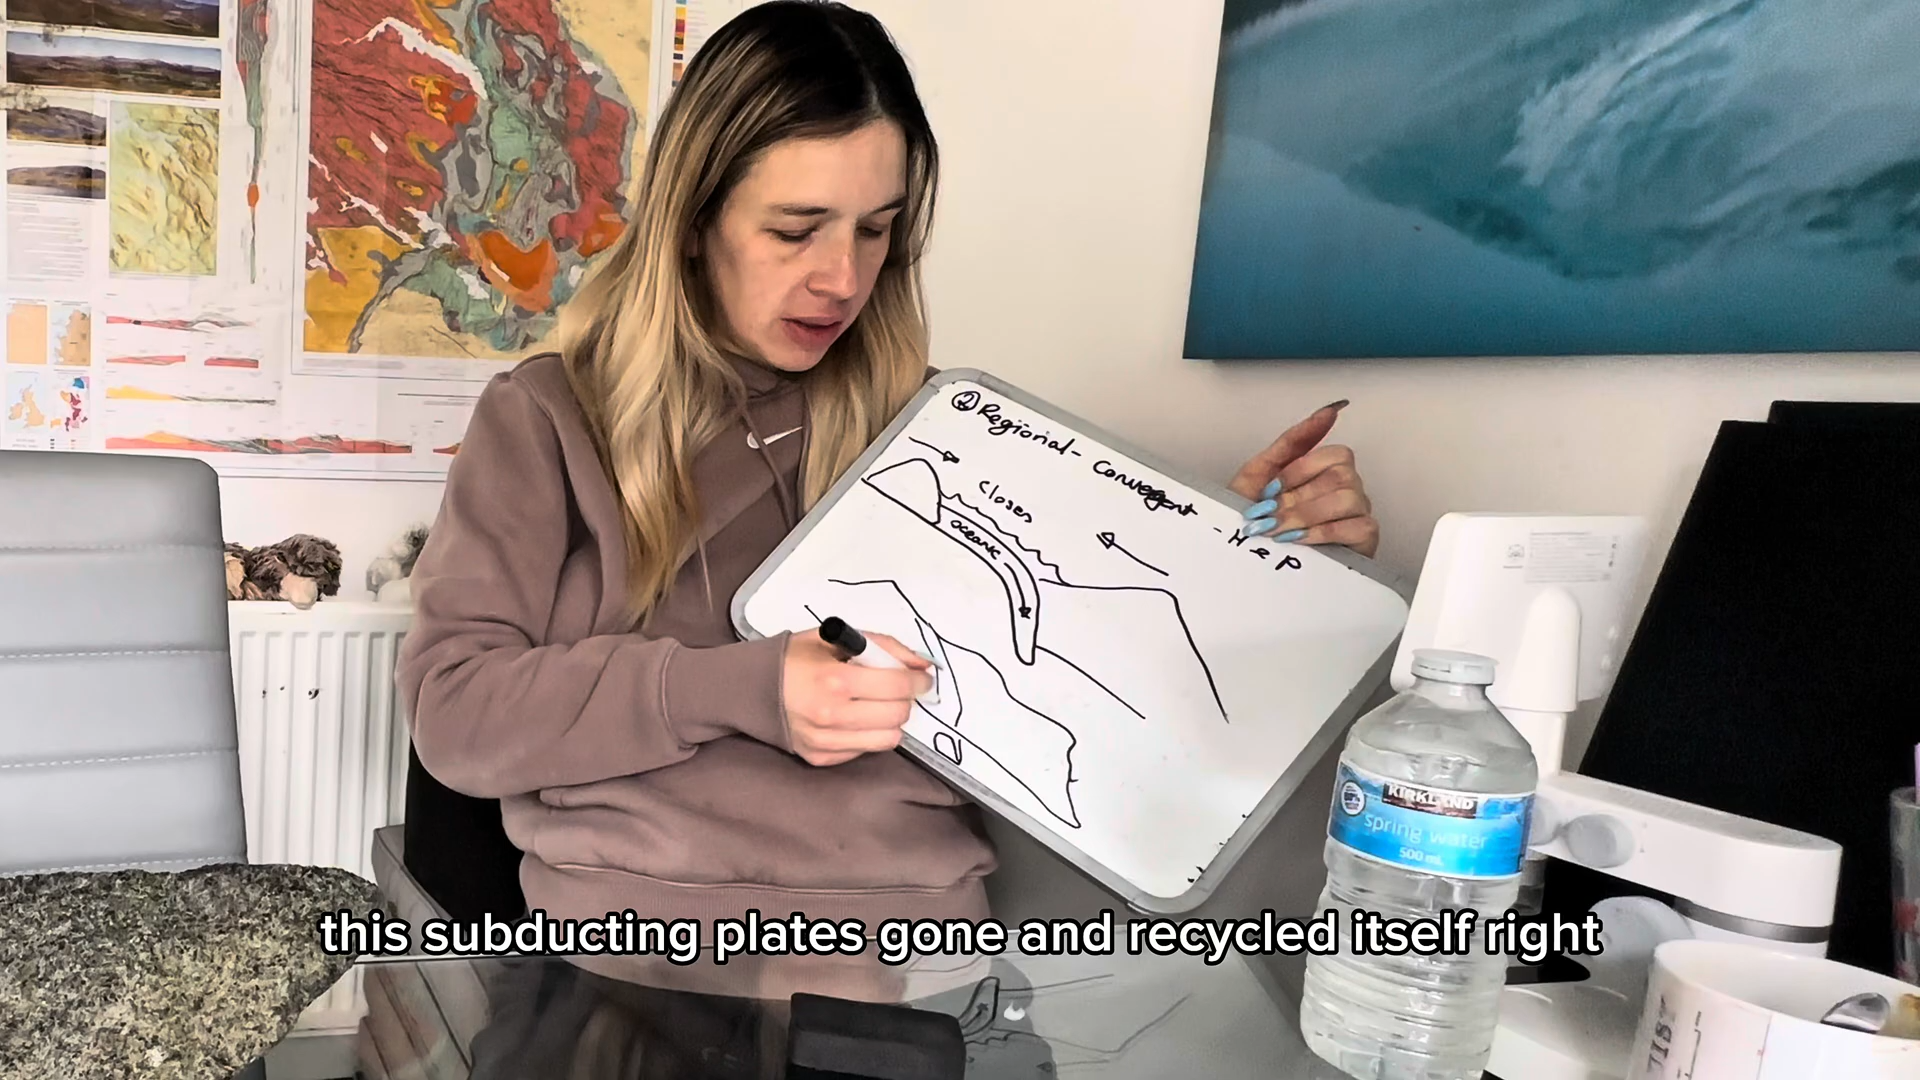 ② Regional - Convergent - H e P
closes
oceanic
KIRKLAND
spring water
500 mL
this subducting plates gone and recycled itself right